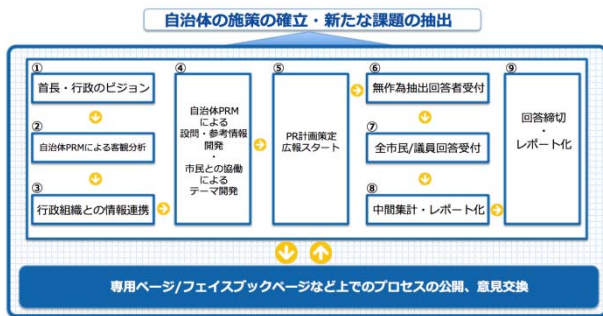 自治体の施策の確立・新たな課題の抽出
①
首長・行政のビジョン
②
自治体PRMによる客観分析
③
行政組織との情報連携
④
自治体PRM
による
設問・参考情報
開発
・
市民との協働
による
テーマ開発
⑤
PR計画策定
広報スタート
⑥
無作為抽出回答者受付
⑦
全市民/議員回答受付
⑧
中間集計・レポート化
⑨
回答締切
・
レポート化
専用ページ/フェイスブックページなど上でのプロセスの公開、意見交換